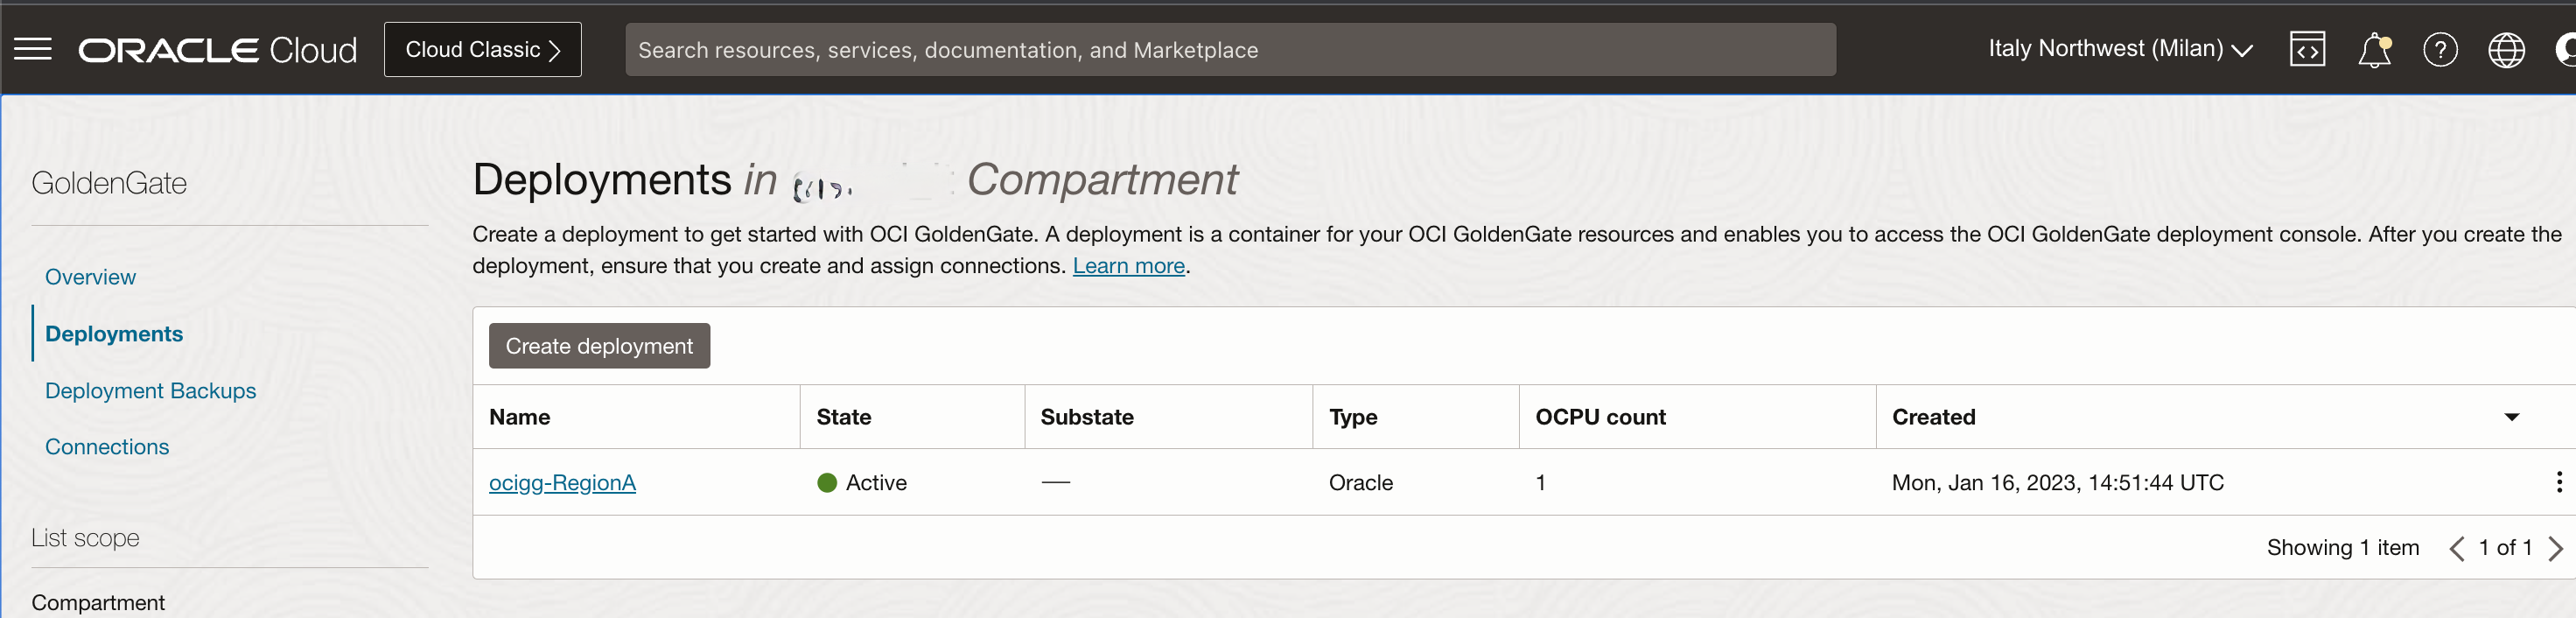 ORACLE Cloud
Cloud Classic
Search resources, services, documentation, and Marketplace
Italy Northwest (Milan)
GoldenGate
Overview
Deployments
Deployment Backups
Connections
List scope
Compartment
Deployments in Compartment
Create a deployment to get started with OCI GoldenGate. A deployment is a container for your OCI GoldenGate resources and enables you to access the OCI GoldenGate deployment console. After you create the
deployment, ensure that you create and assign connections. Learn more.
Create deployment
Name State Substate Type OCPU count Created
ocigg-RegionA Active — Oracle 1 Mon, Jan 16, 2023, 14:51:44 UTC
Showing 1 item 1 of 1